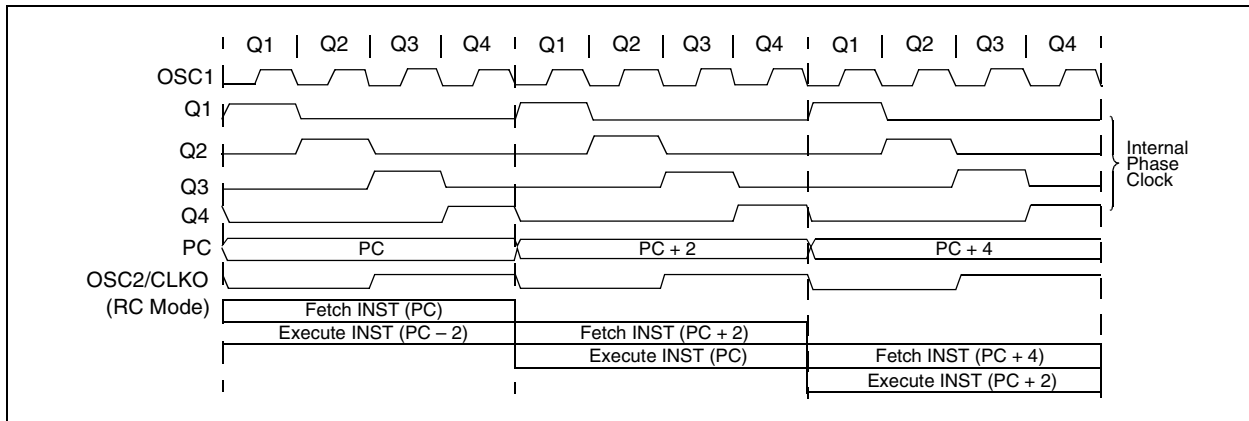 Q1 Q2 Q3 Q4 Q1 Q2 Q3 Q4 Q1 Q2 Q3 Q4
OSC1
Q1
Q2
Q3
Q4
Internal
Phase
Clock
PC PC PC + 2 PC + 4
OSC2/CLKO
(RC Mode)
Fetch INST (PC)
Execute INST (PC – 2) Fetch INST (PC + 2)
Execute INST (PC) Fetch INST (PC + 4)
Execute INST (PC + 2)